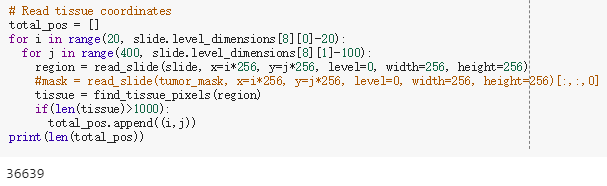 # Read tissue coordinates
total_pos = []
for i in range(20, slide.level_dimensions[8][0]-20):
  for j in range(400, slide.level_dimensions[8][1]-100):
    region = read_slide(slide, x=i*256, y=j*256, level=0, width=256, height=256)
    #mask = read_slide(tumor_mask, x=i*256, y=j*256, level=0, width=256, height=256)[:,:,0]
    tissue = find_tissue_pixels(region)
    if(len(tissue)>1000):
      total_pos.append((i,j))
print(len(total_pos))
36639